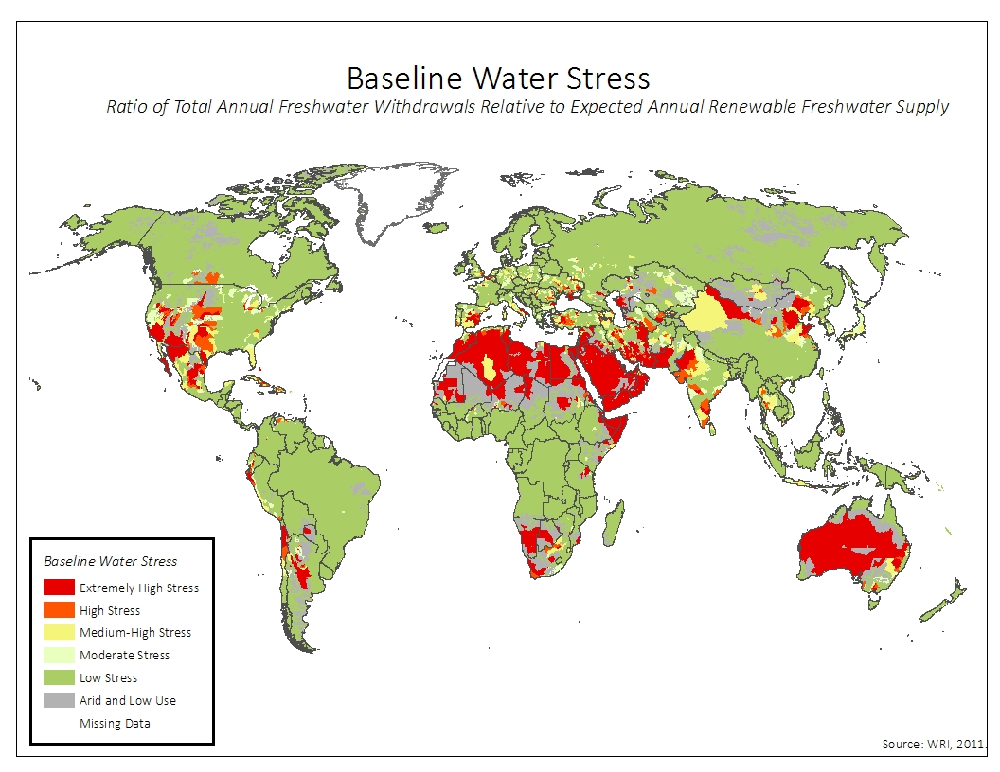 Baseline Water Stress
Ratio of Total Annual Freshwater Withdrawals Relative to Expected Annual Renewable Freshwater Supply
Baseline Water Stress
Extremely High Stress
High Stress
Medium-High Stress
Moderate Stress
Low Stress
Arid and Low Use
Missing Data
Source: WRI, 2011.